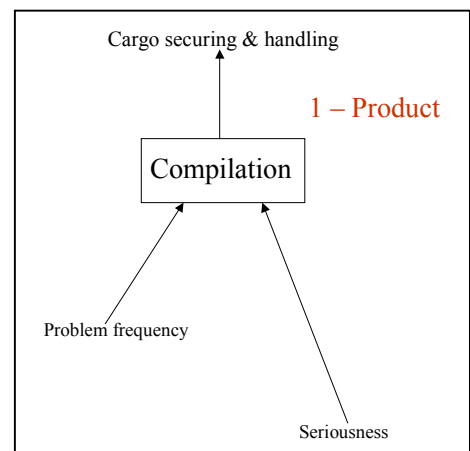 Cargo securing & handling
1 – Product
Compilation
Problem frequency
Seriousness